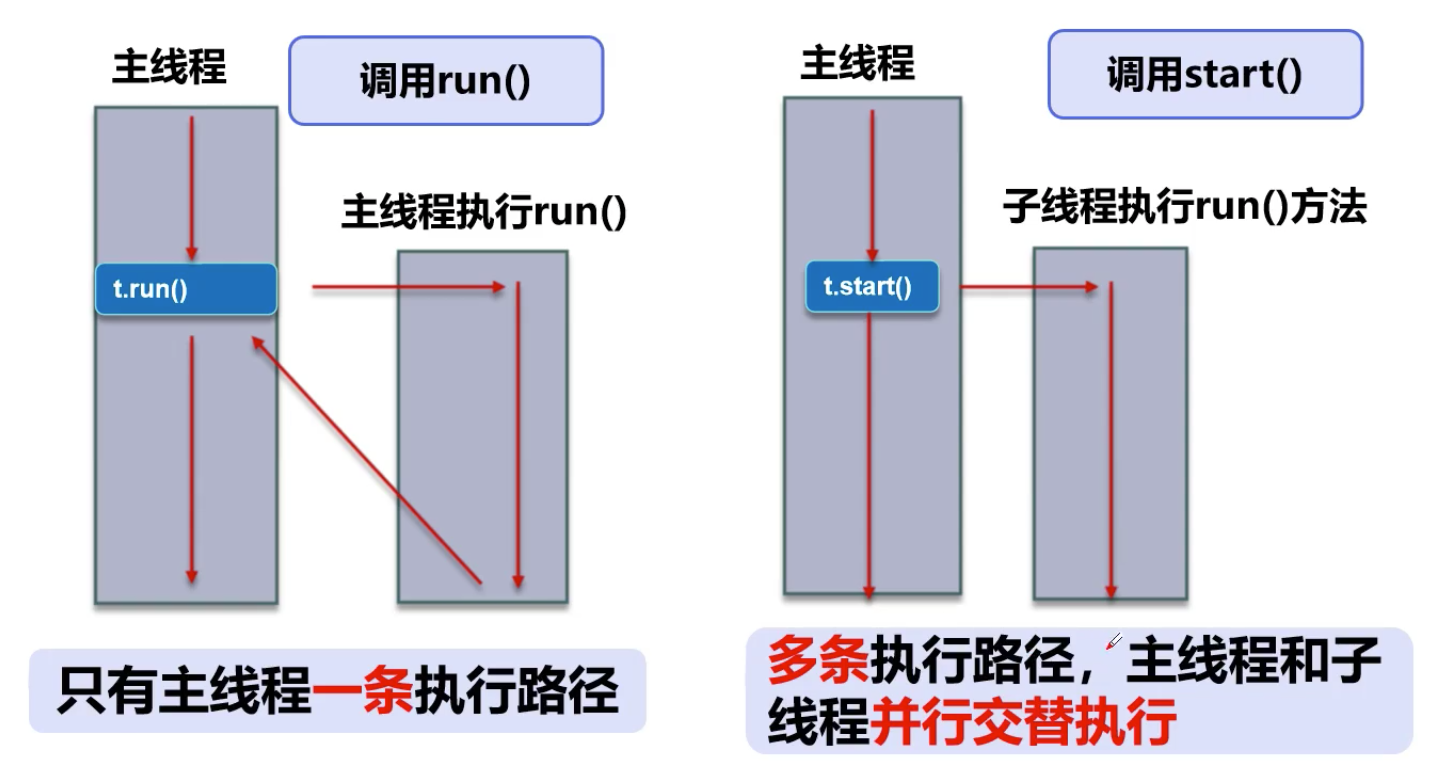 主线程
调用run()
主线程执行run()
t.run()
只有主线程一条执行路径
主线程
调用start()
子线程执行run()方法
t.start()
多条执行路径，主线程和子
线程并行交替执行